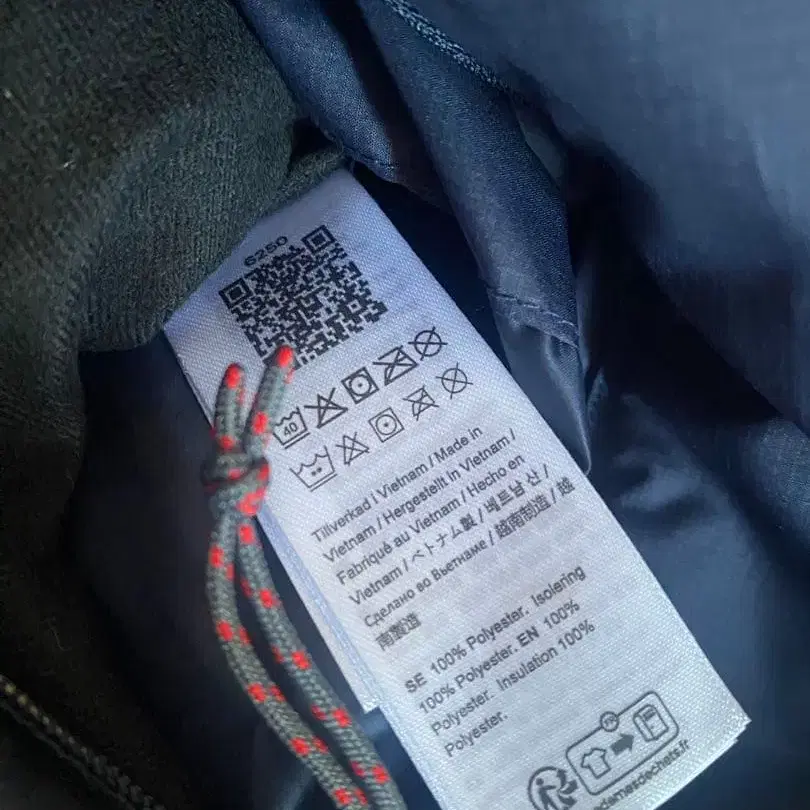 6250
40
Tillverkad i Vietnam / Made in
Vietnam / Hergestellt in Vietnam /
Fabriqué au Vietnam / Hecho en
Vietnam / ベトナム製 / 베트남 산 /
Сделано во Вьетнаме / 越南制造 / 越
南製造
SE 100% Polyester. Isolering
100% Polyester. EN 100%
Polyester. Insulation 100%
Polyester.